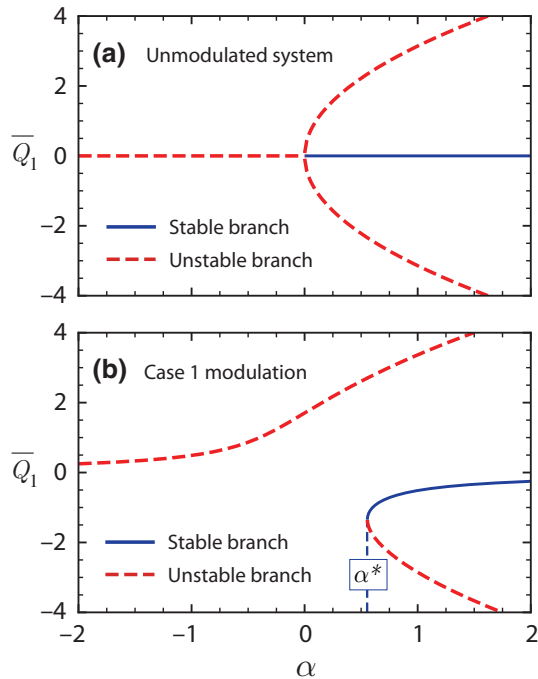 4
(a) Unmodulated system
2
Q̅₁
0
−2
Stable branch
Unstable branch
−4
4
(b) Case 1 modulation
2
Q̅₁
0
−2
Stable branch
Unstable branch
α*
−4
−2 −1 0 1 2
α